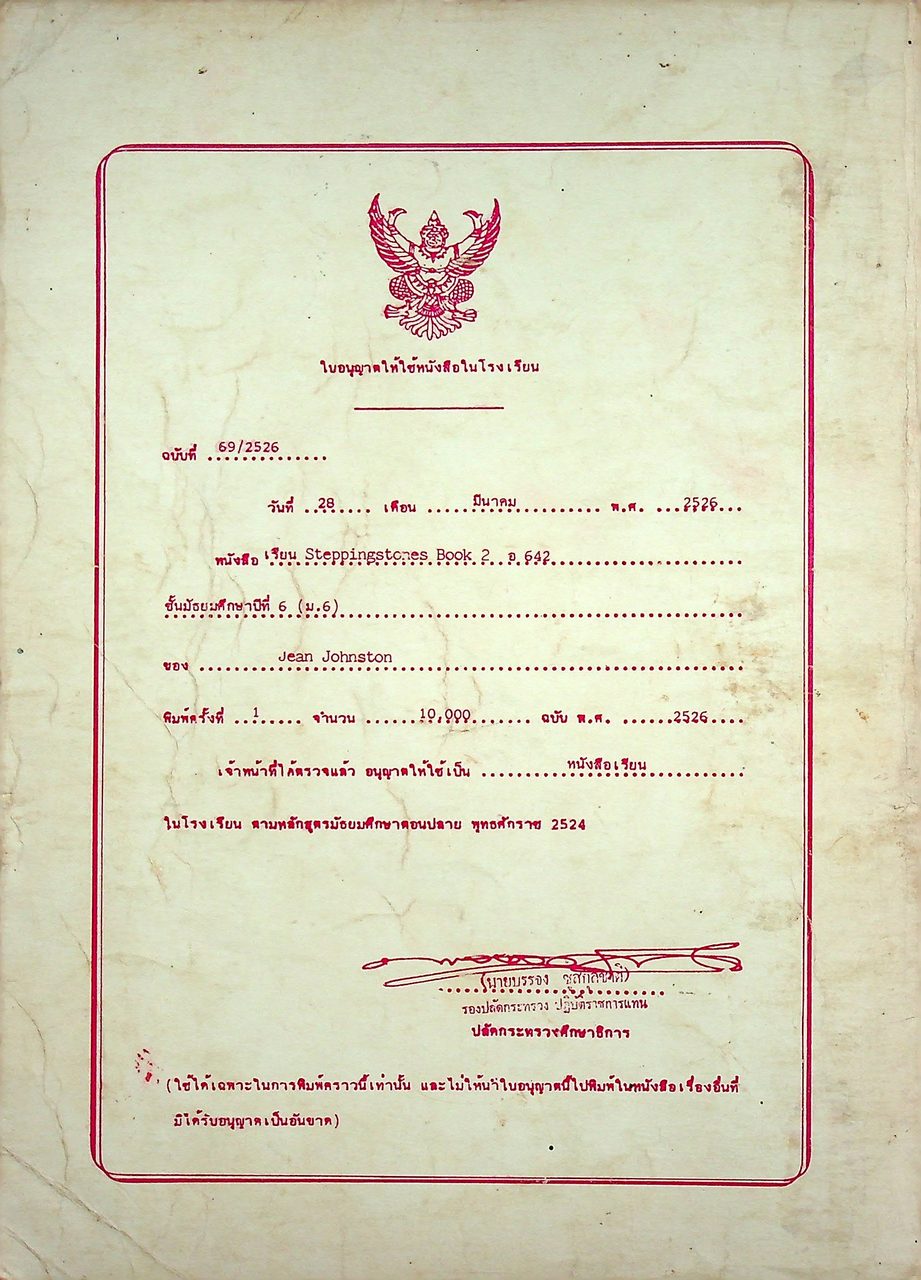 ใบอนุญาตให้ใช้หนังสือในโรงเรียน
ฉบับที่ 69/2526
วันที่ 28 เดือน มีนาคม พ.ศ. 2526
หนังสือ เรียน Steppingstones Book 2 อ 642
ชั้นมัธยมศึกษาปีที่ 6 (ม.6)
ของ Jean Johnston
พิมพ์ครั้งที่ 1 จำนวน 10,000 ฉบับ พ.ศ. 2526
เจ้าหน้าที่ได้ตรวจแล้ว อนุญาตให้ใช้เป็น หนังสือเรียน
ในโรงเรียน ตามหลักสูตรมัธยมศึกษาตอนปลาย พุทธศักราช 2524
(นายบรรจง ชูสกุลชาติ)
รองปลัดกระทรวง ปฏิบัติราชการแทน
ปลัดกระทรวงศึกษาธิการ
(ใช้ได้เฉพาะในการพิมพ์คราวนี้เท่านั้น และไม่ให้นำใบอนุญาตนี้ไปพิมพ์ในหนังสือเรื่องอื่นที่
มิได้รับอนุญาตเป็นอันขาด)